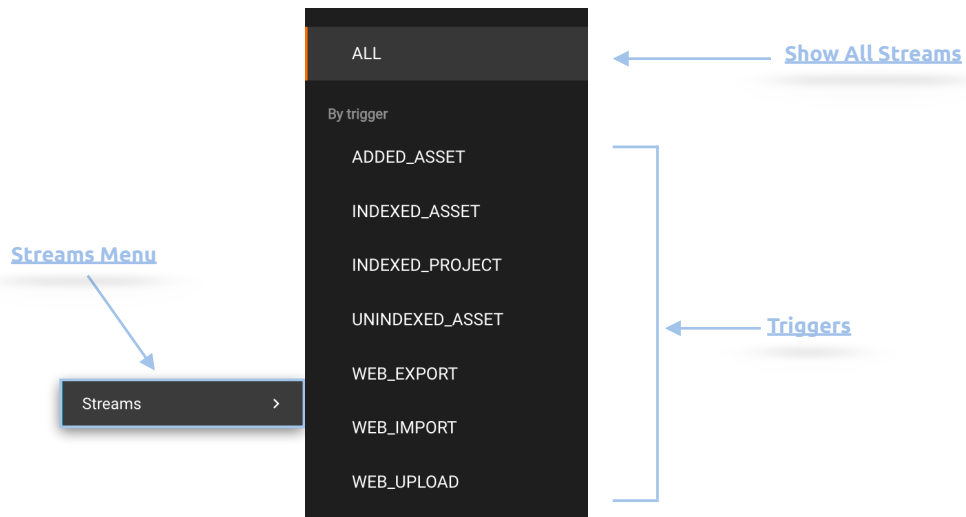 ALL
Show All Streams
By trigger
ADDED_ASSET
INDEXED_ASSET
Streams Menu
INDEXED_PROJECT
UNINDEXED_ASSET
Triggers
WEB_EXPORT
Streams
WEB_IMPORT
WEB_UPLOAD